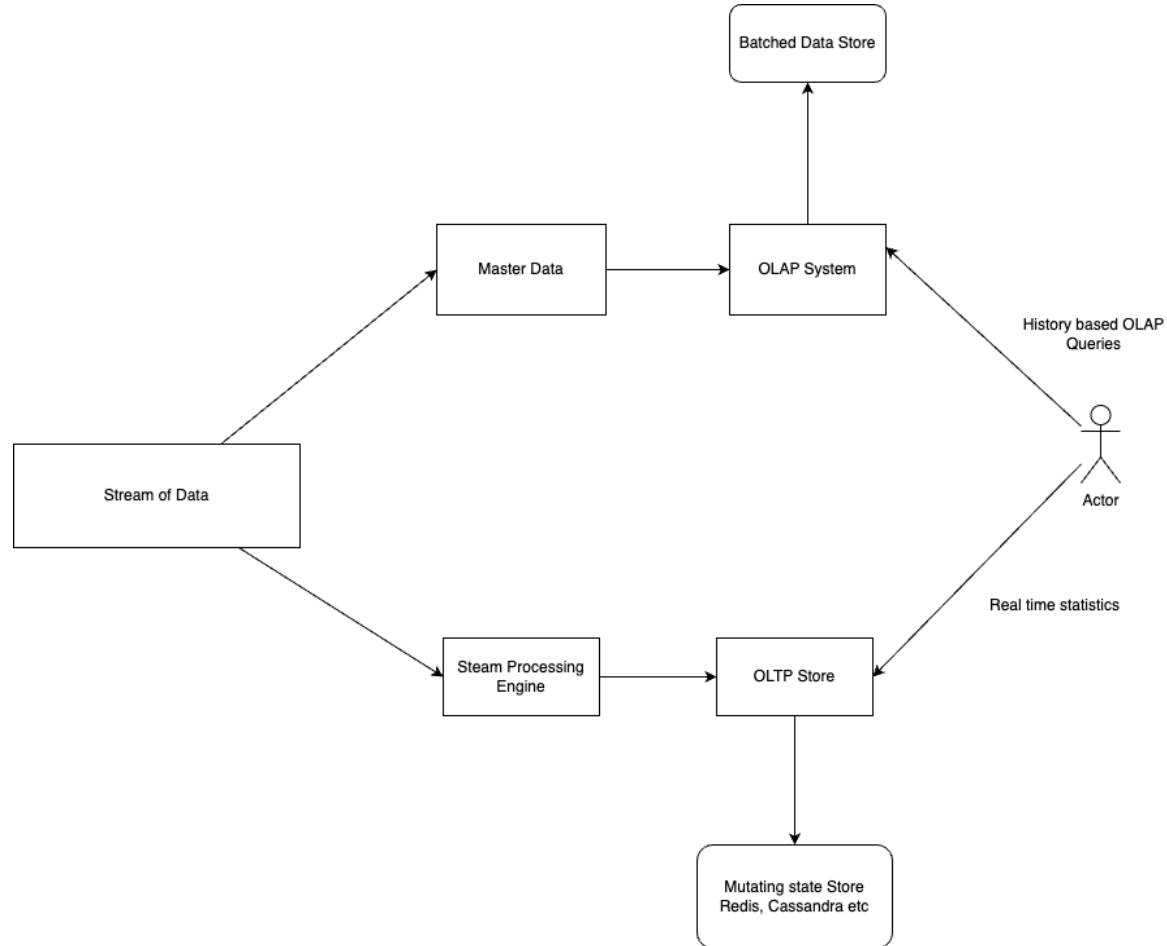 Batched Data Store
Master Data
OLAP System
History based OLAP
Queries
Stream of Data
Actor
Real time statistics
Steam Processing
Engine
OLTP Store
Mutating state Store
Redis, Cassandra etc